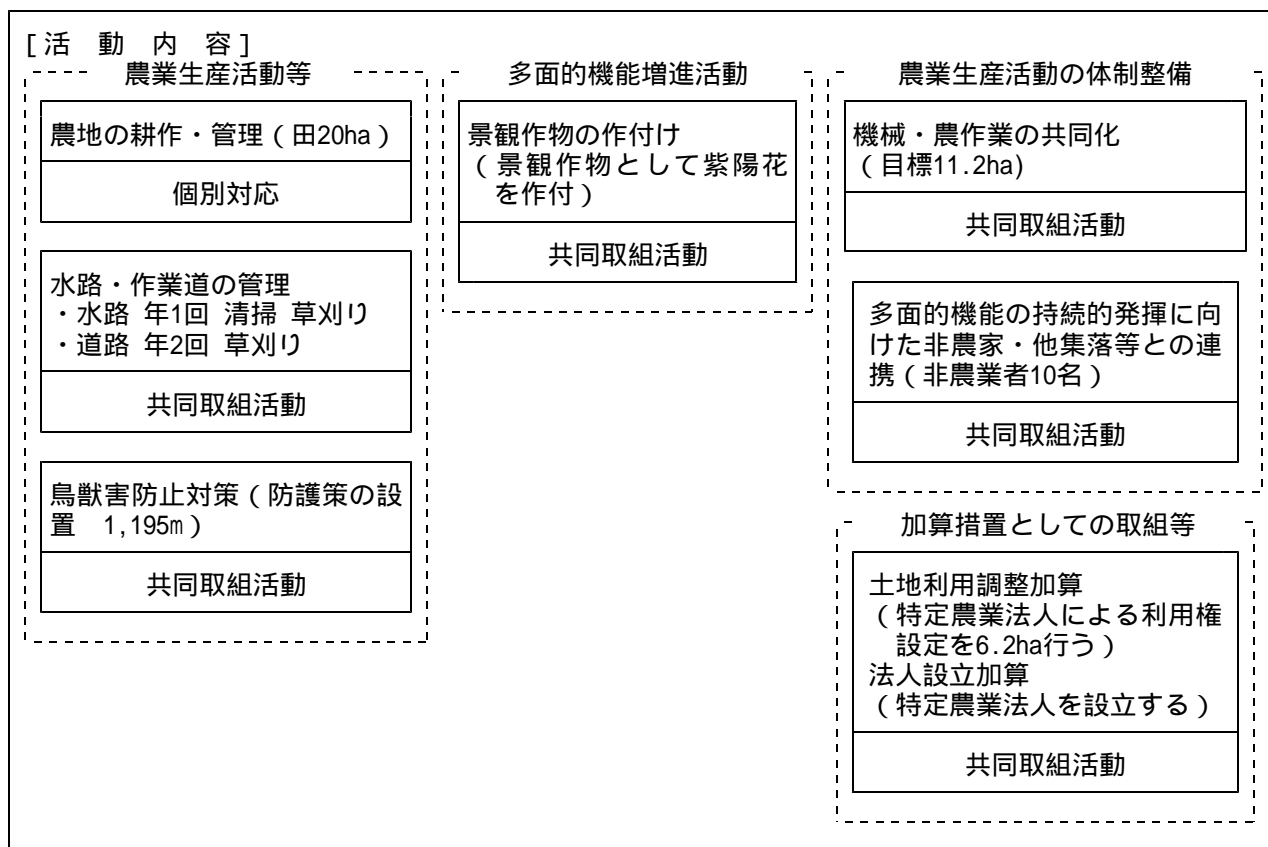 [活 動 内 容]
農業生産活動等
農地の耕作・管理（田20ha）
個別対応
水路・作業道の管理
・水路 年1回 清掃 草刈り
・道路 年2回 草刈り
共同取組活動
鳥獣害防止対策（防護策の設
置 1,195m）
共同取組活動
多面的機能増進活動
景観作物の作付け
（景観作物として紫陽花
を作付）
共同取組活動
農業生産活動の体制整備
機械・農作業の共同化
（目標11.2ha)
共同取組活動
多面的機能の持続的発揮に向
けた非農家・他集落等との連
携（非農業者10名）
共同取組活動
加算措置としての取組等
土地利用調整加算
（特定農業法人による利用権
設定を6.2ha行う）
法人設立加算
（特定農業法人を設立する）
共同取組活動